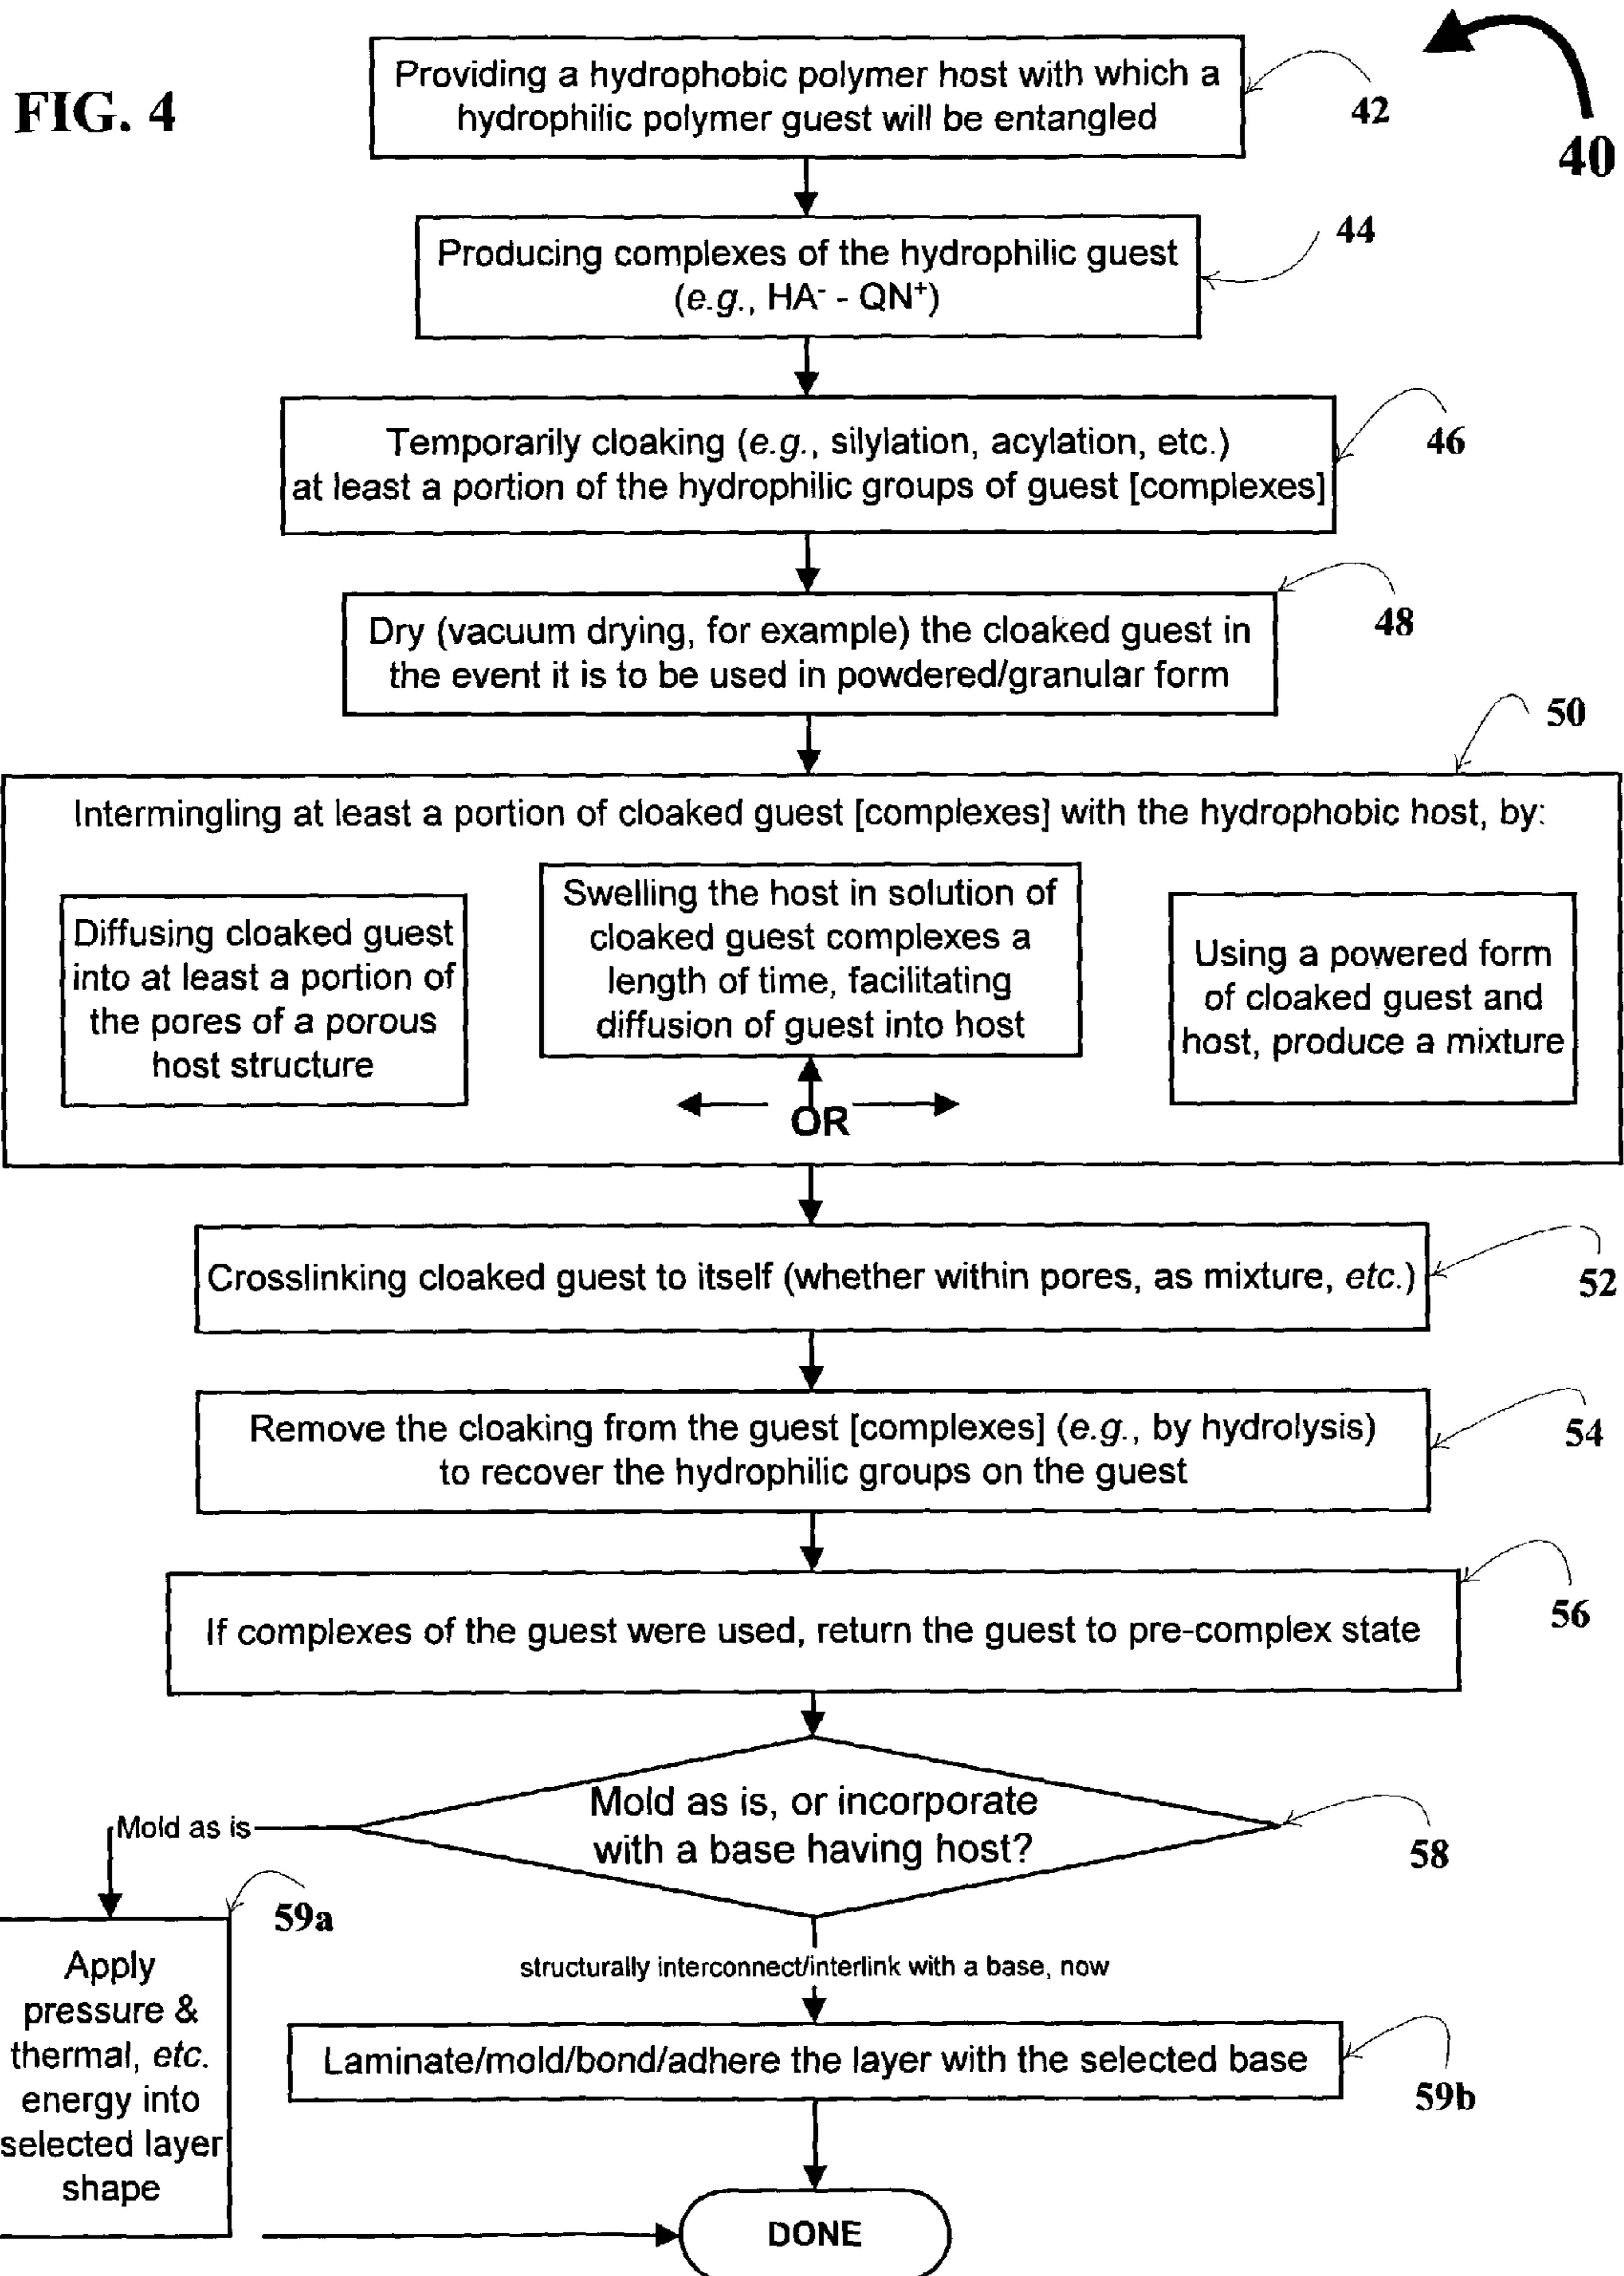 FIG. 4
40
Providing a hydrophobic polymer host with which a
hydrophilic polymer guest will be entangled
42
Producing complexes of the hydrophilic guest
(e.g., HA⁻ - QN⁺)
44
Temporarily cloaking (e.g., silylation, acylation, etc.)
at least a portion of the hydrophilic groups of guest [complexes]
46
Dry (vacuum drying, for example) the cloaked guest in
the event it is to be used in powdered/granular form
48
50
Intermingling at least a portion of cloaked guest [complexes] with the hydrophobic host, by:
Diffusing cloaked guest
into at least a portion of
the pores of a porous
host structure
Swelling the host in solution of
cloaked guest complexes a
length of time, facilitating
diffusion of guest into host
Using a powered form
of cloaked guest and
host, produce a mixture
OR
Crosslinking cloaked guest to itself (whether within pores, as mixture, etc.)
52
Remove the cloaking from the guest [complexes] (e.g., by hydrolysis)
to recover the hydrophilic groups on the guest
54
If complexes of the guest were used, return the guest to pre-complex state
56
Mold as is, or incorporate
with a base having host?
58
Mold as is
59a
Apply
pressure &
thermal, etc.
energy into
selected layer
shape
structurally interconnect/interlink with a base, now
Laminate/mold/bond/adhere the layer with the selected base
59b
DONE